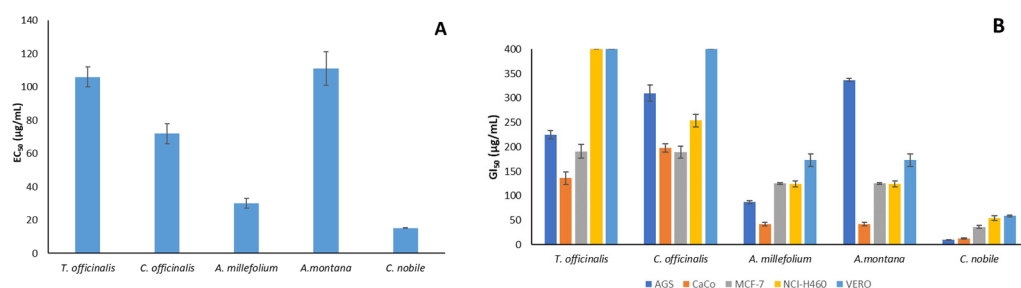 A
EC50 (µg/mL)
140
120
100
80
60
40
20
0
T. officinalis C. officinalis A. millefolium A.montana C. nobile
B
GI50 (µg/mL)
400
350
300
250
200
150
100
50
0
T. officinalis C. officinalis A. millefolium A.montana C. nobile
AGS CaCo MCF-7 NCI-H460 VERO